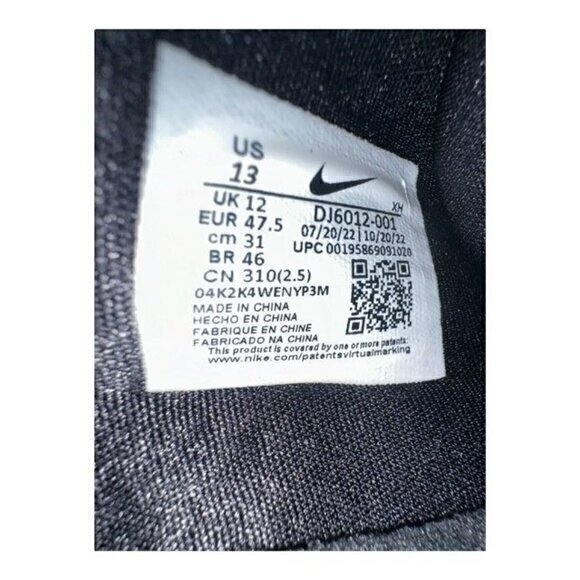 US
13
UK 12
EUR 47.5
cm 31
BR 46
CN 310(2.5)
XH
DJ6012-001
07/20/22 | 10/20/22
UPC 00195869091020
04K2K4WENYP3M
MADE IN CHINA
HECHO EN CHINA
FABRIQUE EN CHINE
FABRICADO NA CHINA
This product is covered by one or more patents:
www.nike.com/patentsvirtualmarking